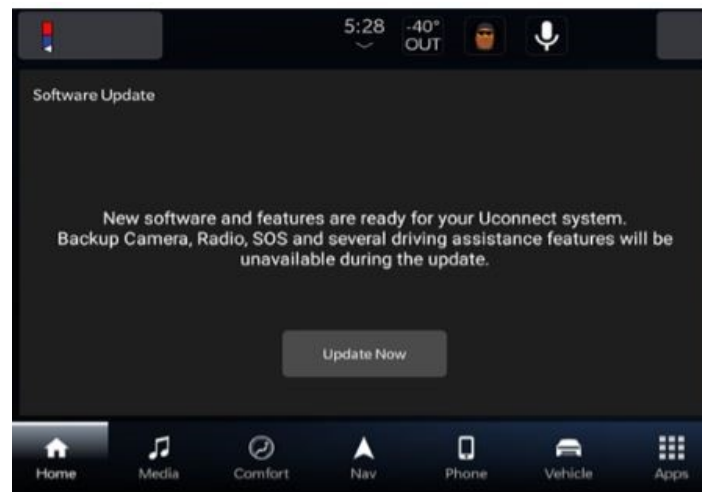 5:28
-40°
OUT
Software Update
New software and features are ready for your Uconnect system.
Backup Camera, Radio, SOS and several driving assistance features will be
unavailable during the update.
Update Now
Home Media Comfort Nav Phone Vehicle Apps